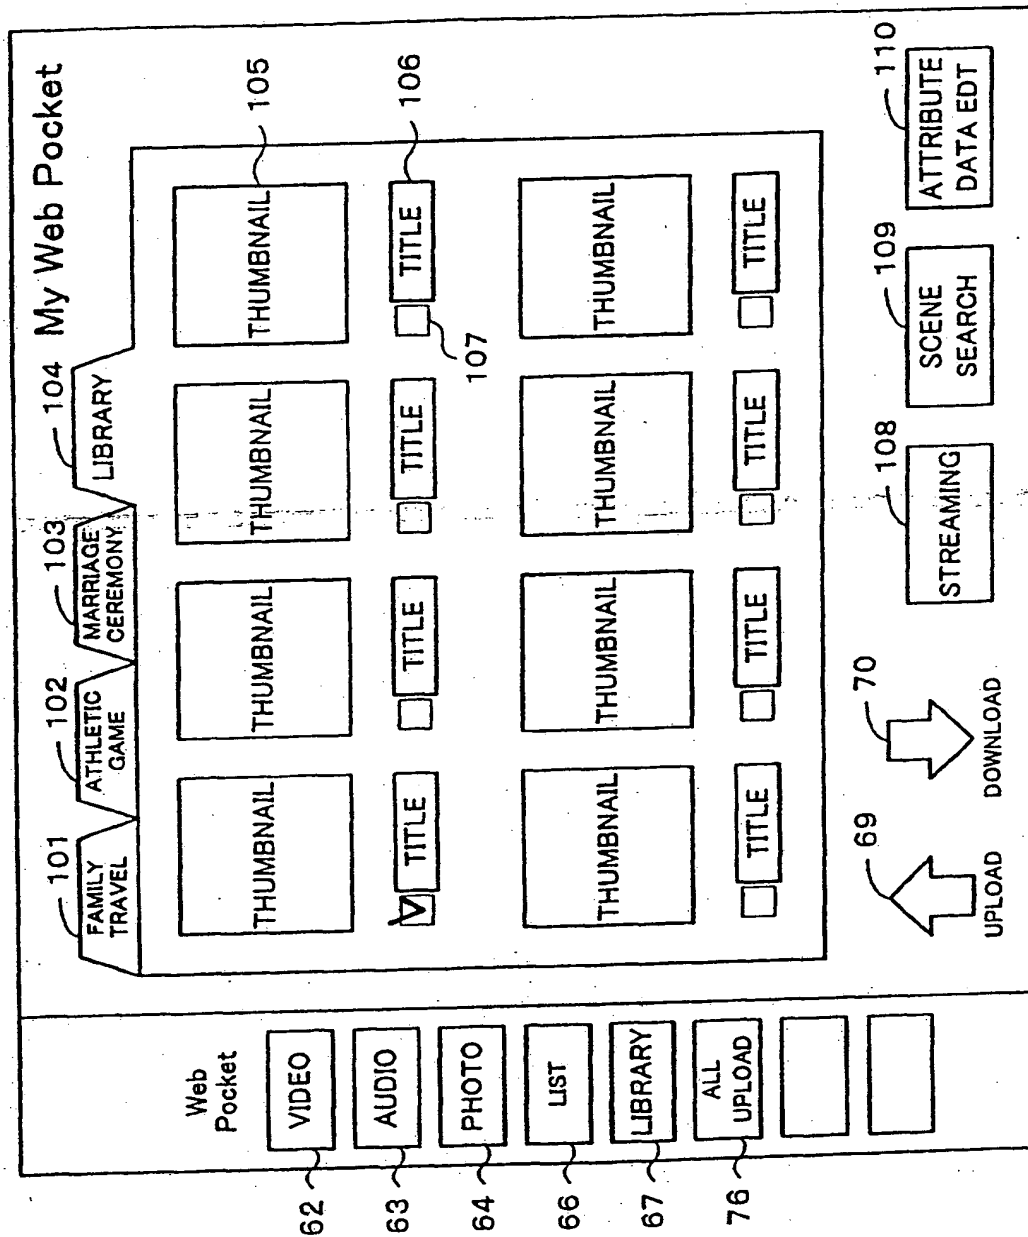 My Web Pocket
Web
Pocket
62
VIDEO
63
AUDIO
64
PHOTO
66
LIST
67
LIBRARY
76
ALL
UPLOAD
101
FAMILY
TRAVEL
102
ATHLETIC
GAME
103
MARRIAGE
CEREMONY
104
LIBRARY
THUMBNAIL
THUMBNAIL
THUMBNAIL
THUMBNAIL
105
TITLE
TITLE
TITLE
TITLE
106
107
THUMBNAIL
THUMBNAIL
THUMBNAIL
THUMBNAIL
TITLE
TITLE
TITLE
TITLE
69
UPLOAD
70
DOWNLOAD
108
STREAMING
109
SCENE
SEARCH
110
ATTRIBUTE
DATA EDT